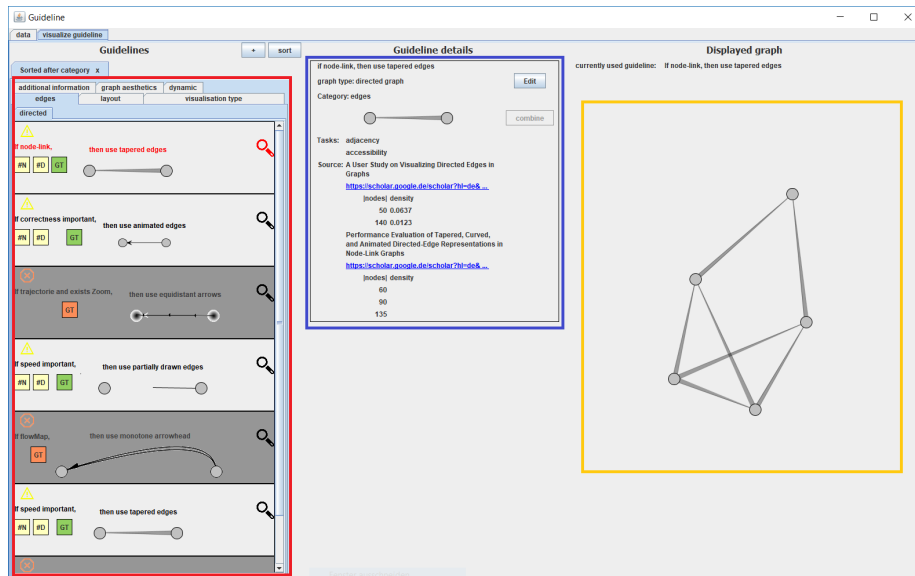 Guideline
data visualize guideline
Guidelines + sort
Sorted after category x
additional information graph aesthetics dynamic
edges layout visualisation type
directed
If node-link, then use tapered edges
#N #D GT
If correctness important, then use animated edges
#N #D GT
If trajectorie and exists Zoom, then use equidistant arrows
GT
If speed important, then use partially drawn edges
#N #D GT
If flowMap, then use monotone arrowhead
GT
If speed important, then use tapered edges
#N #D GT
Guideline details
if node-link, then use tapered edges
graph type: directed graph Edit
Category: edges
combine
Tasks: adjacency
accessibility
Source: A User Study on Visualizing Directed Edges in
Graphs
https://scholar.google.de/scholar?hl=de& ...
|nodes| density
50 0.0637
140 0.0123
Performance Evaluation of Tapered, Curved,
and Animated Directed-Edge Representations in
Node-Link Graphs
https://scholar.google.de/scholar?hl=de& ...
|nodes| density
60
90
135
Displayed graph
currently used guideline: If node-link, then use tapered edges